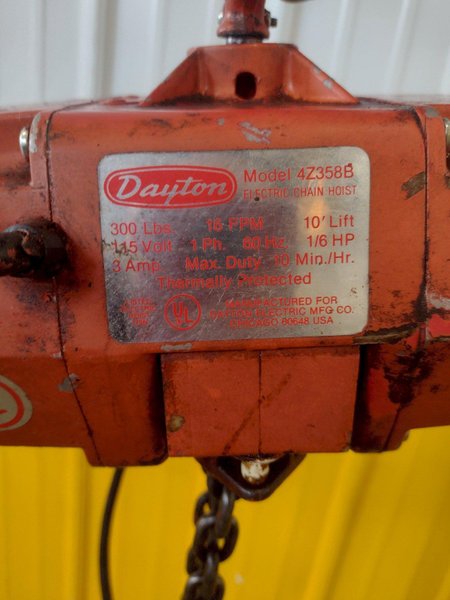 Dayton Model 4Z358B
ELECTRIC CHAIN HOIST
300 Lbs. 16 FPM 10' Lift
115 Volt 1 Ph. 60 Hz. 1/6 HP
3 Amp. Max. Duty Min./Hr.
Thermally Protected
UL
MANUFACTURED FOR
DAYTON ELECTRIC MFG CO.
CHICAGO 60648 USA